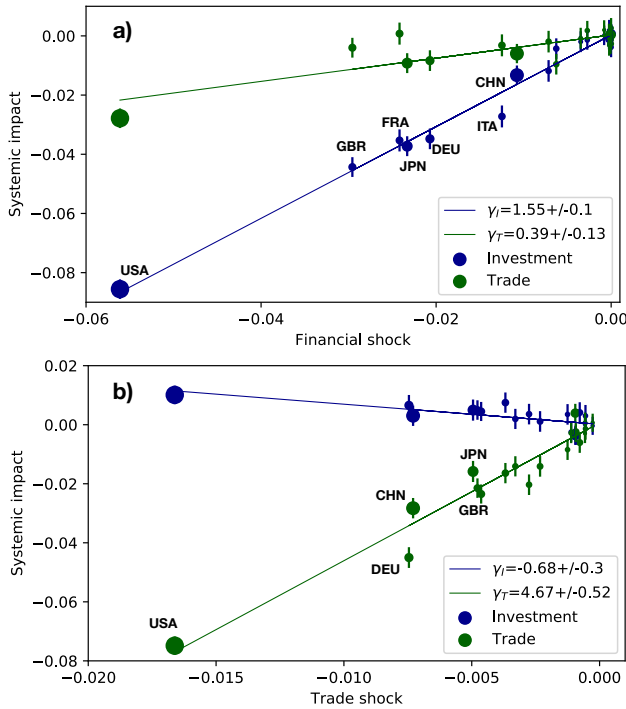 a)
0.00
−0.02
−0.04
−0.06
−0.08
Systemic impact
CHN
ITA
FRA
DEU
JPN
GBR
USA
γI=1.55+/-0.1
γT=0.39+/-0.13
Investment
Trade
−0.06
−0.04
−0.02
0.00
Financial shock
b)
0.02
0.00
−0.02
−0.04
−0.06
−0.08
Systemic impact
JPN
CHN
GBR
DEU
USA
γI=-0.68+/-0.3
γT=4.67+/-0.52
Investment
Trade
−0.020
−0.015
−0.010
−0.005
0.000
Trade shock